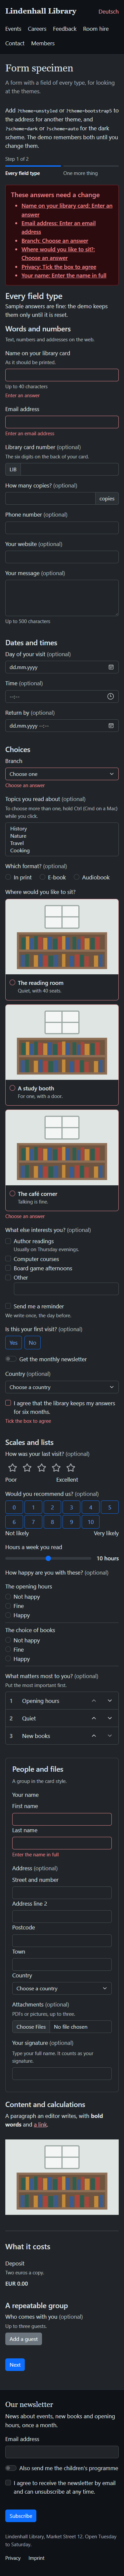 Lindenhall Library
Deutsch
Events Careers Feedback Room hire
Contact Members
Form specimen
A form with a field of every type, for looking at the themes.
Add ?theme=unstyled or ?theme=bootstrap5 to
the address for another theme, and
?scheme=dark or ?scheme=auto for the dark
scheme. The demo remembers both until you
change them.
Step 1 of 2
Every field type
One more thing
These answers need a change
Name on your library card: Enter an
answer
Email address: Enter an email
address
Branch: Choose an answer
Where would you like to sit?:
Choose an answer
Privacy: Tick the box to agree
Your name: Enter the name in full
Every field type
Sample answers are fine: the demo keeps
them only until it is reset.
Words and numbers
Text, numbers and addresses on the web.
Name on your library card
As it should be printed.
Up to 40 characters
Enter an answer
Email address
Enter an email address
Library card number (optional)
The six digits on the back of your card.
LIB
How many copies? (optional)
copies
Phone number (optional)
Your website (optional)
Your message (optional)
Up to 500 characters
Dates and times
Day of your visit (optional)
dd.mm.yyyy
Time (optional)
--:--
Return by (optional)
dd.mm.yyyy --:--
Choices
Branch
Choose one
Choose an answer
Topics you read about (optional)
To choose more than one, hold Ctrl (Cmd on a Mac)
while you click.
History
Nature
Travel
Cooking
Which format? (optional)
In print E-book Audiobook
Where would you like to sit?
The reading room
Quiet, with 40 seats.
A study booth
For one, with a door.
The café corner
Talking is fine.
Choose an answer
What else interests you? (optional)
Author readings
Usually on Thursday evenings.
Computer courses
Board game afternoons
Other
Send me a reminder
We write once, the day before.
Is this your first visit? (optional)
Yes No
Get the monthly newsletter
Country (optional)
Choose a country
I agree that the library keeps my answers
for six months.
Tick the box to agree
Scales and lists
How was your last visit? (optional)
Poor Excellent
Would you recommend us? (optional)
0 1 2 3 4 5
6 7 8 9 10
Not likely Very likely
Hours a week you read
10 hours
How happy are you with these? (optional)
The opening hours
Not happy
Fine
Happy
The choice of books
Not happy
Fine
Happy
What matters most to you? (optional)
Put the most important first.
1 Opening hours
2 Quiet
3 New books
People and files
A group in the card style.
Your name
First name
Last name
Enter the name in full
Address (optional)
Street and number
Address line 2
Postcode
Town
Country
Choose a country
Attachments (optional)
PDFs or pictures, up to three.
Choose Files No file chosen
Your signature (optional)
Type your full name. It counts as your
signature.
Content and calculations
A paragraph an editor writes, with bold
words and a link.
What it costs
Deposit
Two euros a copy.
EUR 0.00
A repeatable group
Who comes with you (optional)
Up to three guests.
Add a guest
Next
Our newsletter
News about events, new books and opening
hours, once a month.
Email address
Also send me the children's programme
I agree to receive the newsletter by email
and can unsubscribe at any time.
Subscribe
Lindenhall Library, Market Street 12. Open Tuesday
to Saturday.
Privacy Imprint